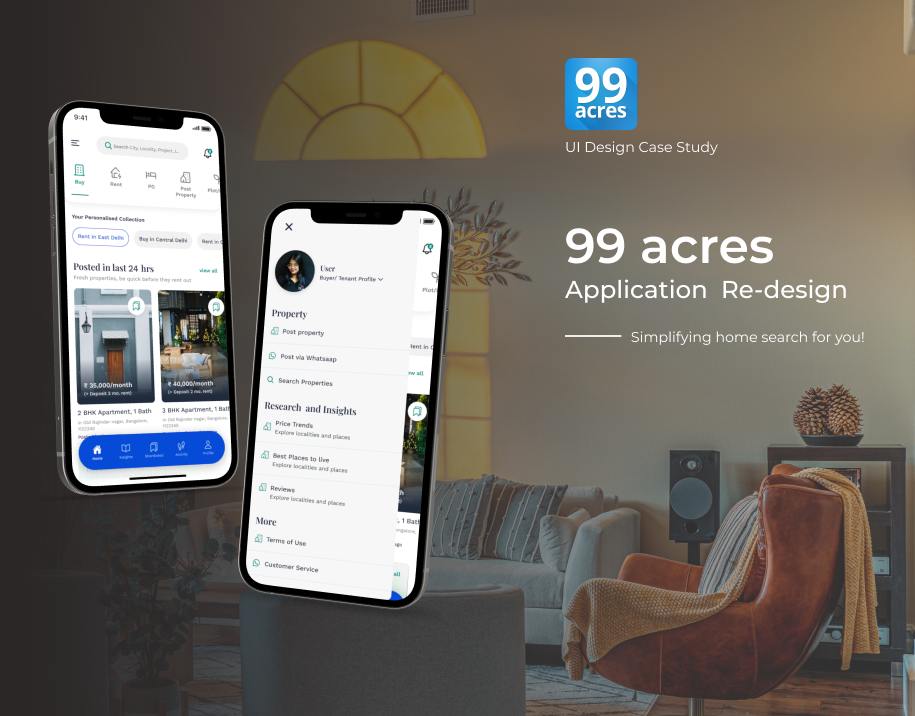 99
acres
UI Design Case Study
99 acres
Application Re-design
Simplifying home search for you!
9:41
Search City, Locality, Project, L..
Buy
Rent
PG
Post
Property
Plot/
Your Personalised Collection
Rent in East Delhi
Buy in Central Delhi
Rent in C
Posted in last 24 hrs
view all
Fresh properties, be quick before they rent out
₹ 35,000/month
(+ Deposit 2 mo. rent)
₹ 40,000/month
(+ Deposit 3 mo. rent)
2 BHK Apartment, 1 Bath
3 BHK Apartment, 1 B
in Old Rajinder nagar, Bangalore,
in Old Rajinder nagar, Bangalore,
Home
Insights
Shortlisted
Activity
Profile
User
Buyer/ Tenant Profile
Property
Post property
Post via Whatsaap
Search Properties
Research and Insights
Price Trends
Explore localities and places
Best Places to live
Explore localities and places
Reviews
Explore localities and places
More
Terms of Use
Customer Service
Plot/
ent in C
ew all
, 1 Bath
all